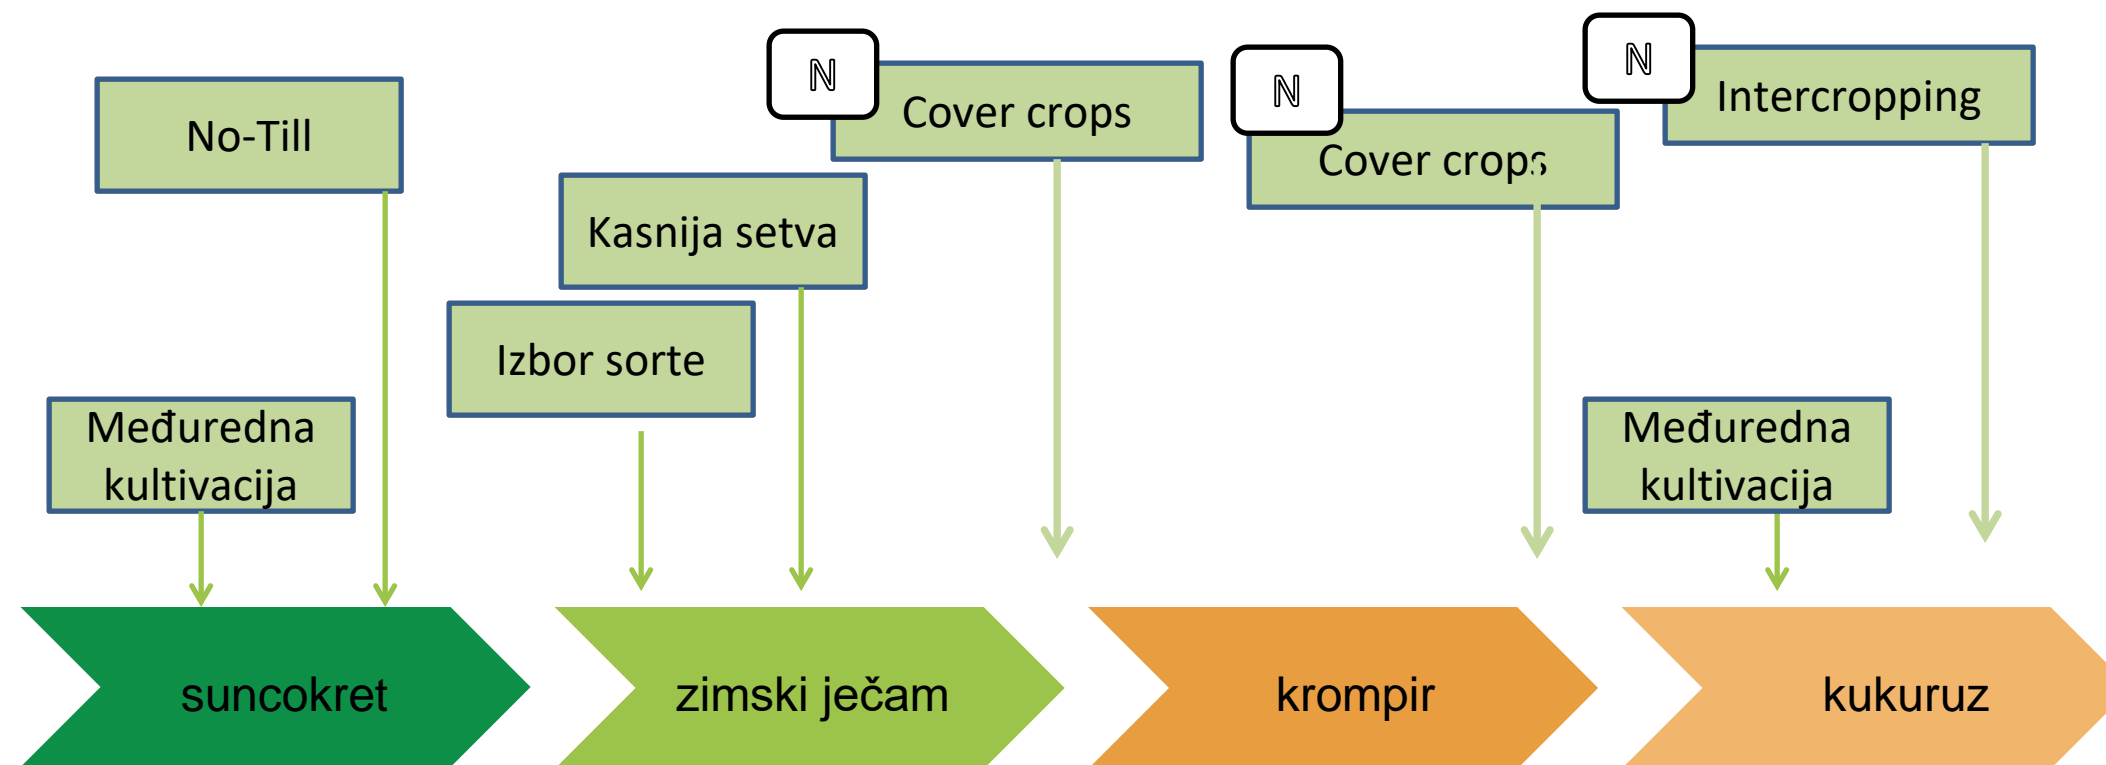 N
Cover crops
N
Cover crops
N
Intercropping
No-Till
Kasnija setva
Izbor sorte
Međuredna
kultivacija
Međuredna
kultivacija
suncokret
zimski ječam
krompir
kukuruz